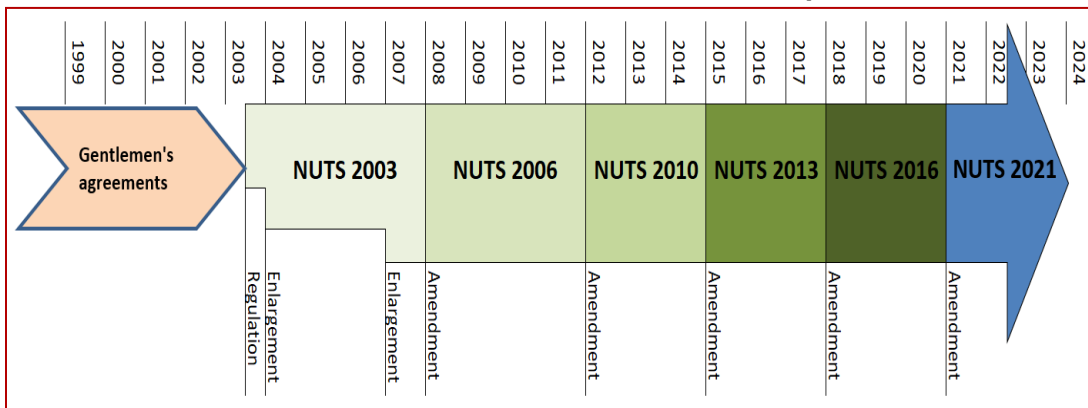 1999
2000
2001
2002
2003
2004
2005
2006
2007
2008
2009
2010
2011
2012
2013
2014
2015
2016
2017
2018
2019
2020
2021
2022
2023
2024
Gentlemen's
agreements
NUTS 2003
NUTS 2006
NUTS 2010
NUTS 2013
NUTS 2016
NUTS 2021
Regulation
Enlargement
Enlargement
Amendment
Amendment
Amendment
Amendment
Amendment